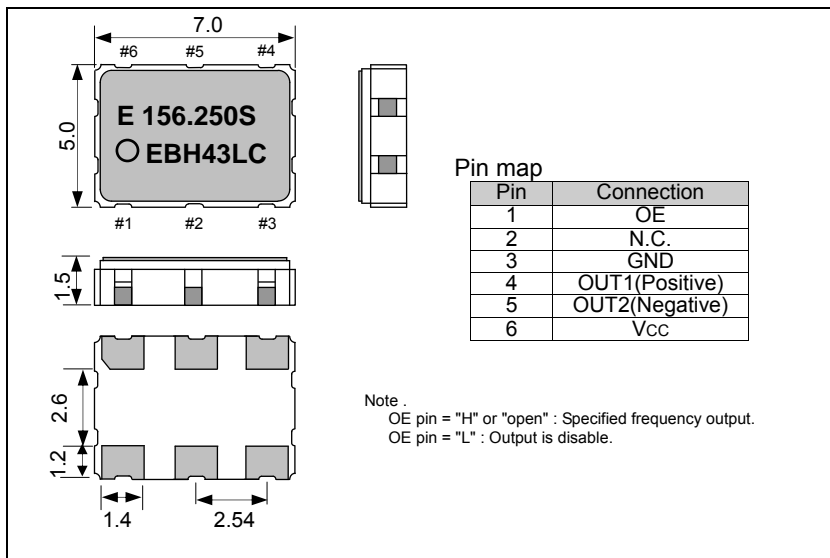 7.0
#6 #5 #4
5.0
E 156.250S
EBH43LC
#1 #2 #3
1.5
2.6
1.2
1.4 2.54
Pin map
Pin Connection
1 OE
2 N.C.
3 GND
4 OUT1(Positive)
5 OUT2(Negative)
6 VCC
Note .
OE pin = "H" or "open" : Specified frequency output.
OE pin = "L" : Output is disable.